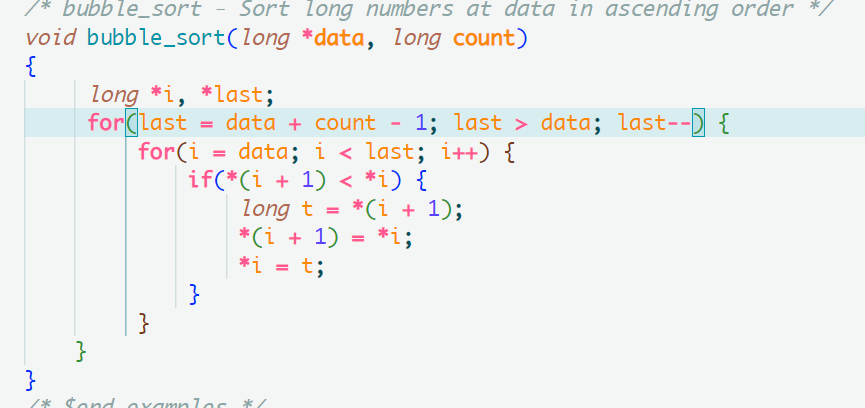 /* bubble_sort - Sort long numbers at data in ascending order */
void bubble_sort(long *data, long count)
{
    long *i, *last;
    for(last = data + count - 1; last > data; last--) {
        for(i = data; i < last; i++) {
            if(*(i + 1) < *i) {
                long t = *(i + 1);
                *(i + 1) = *i;
                *i = t;
            }
        }
    }
}
/* $end examples */